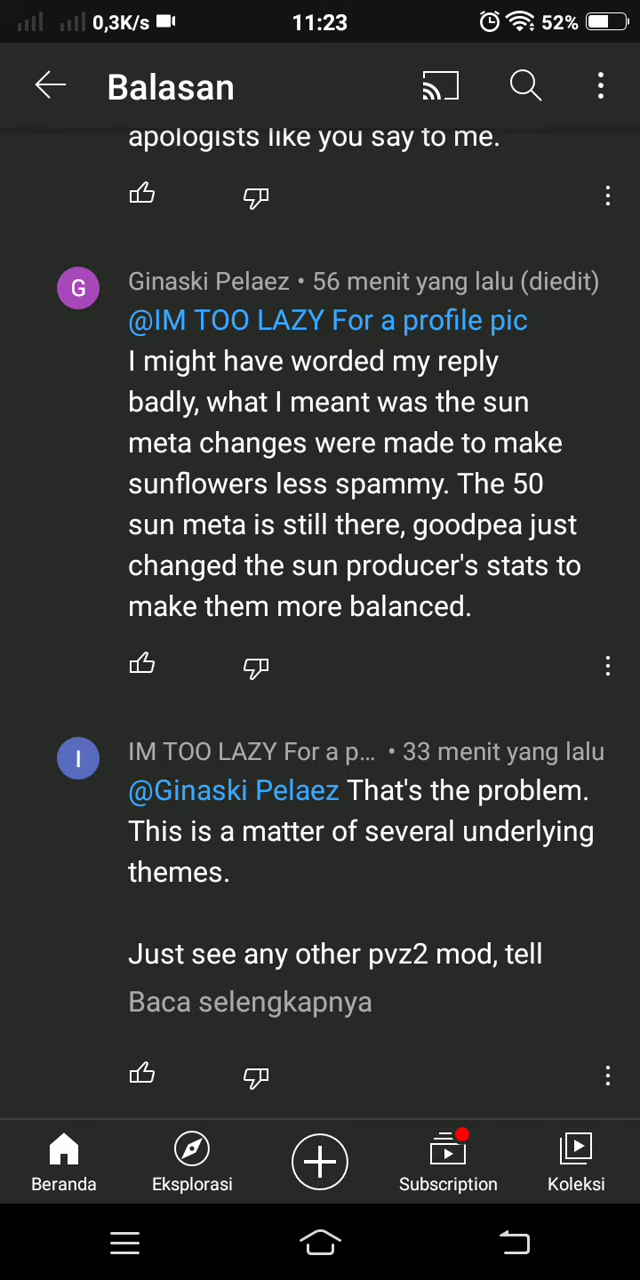 0,3K/s
11:23
52%
Balasan
apologists like you say to me.
G
Ginaski Pelaez • 56 menit yang lalu (diedit)
@IM TOO LAZY For a profile pic
I might have worded my reply
badly, what I meant was the sun
meta changes were made to make
sunflowers less spammy. The 50
sun meta is still there, goodpea just
changed the sun producer's stats to
make them more balanced.
I
IM TOO LAZY For a p... • 33 menit yang lalu
@Ginaski Pelaez That's the problem.
This is a matter of several underlying
themes.
Just see any other pvz2 mod, tell
Baca selengkapnya
Beranda
Eksplorasi
Subscription
Koleksi